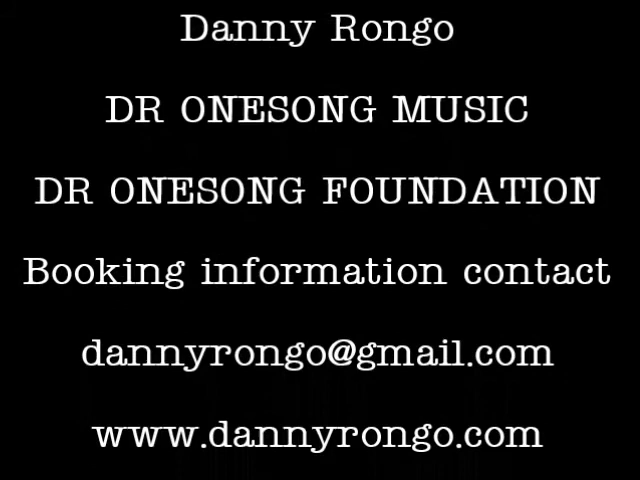 Danny Rongo
DR ONESONG MUSIC
DR ONESONG FOUNDATION
Booking information contact
dannyrongo@gmail.com
www.dannyrongo.com